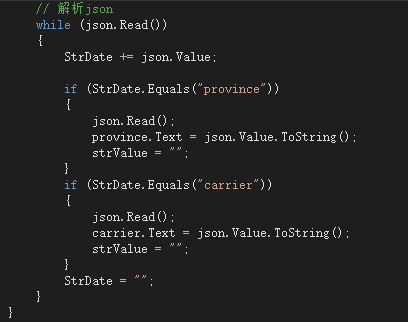 // 解析json
while (json.Read())
{
StrDate += json.Value;
if (StrDate.Equals("province"))
{
json.Read();
province.Text = json.Value.ToString();
strValue = "";
}
if (StrDate.Equals("carrier"))
{
json.Read();
carrier.Text = json.Value.ToString();
strValue = "";
}
StrDate = "";
}
}